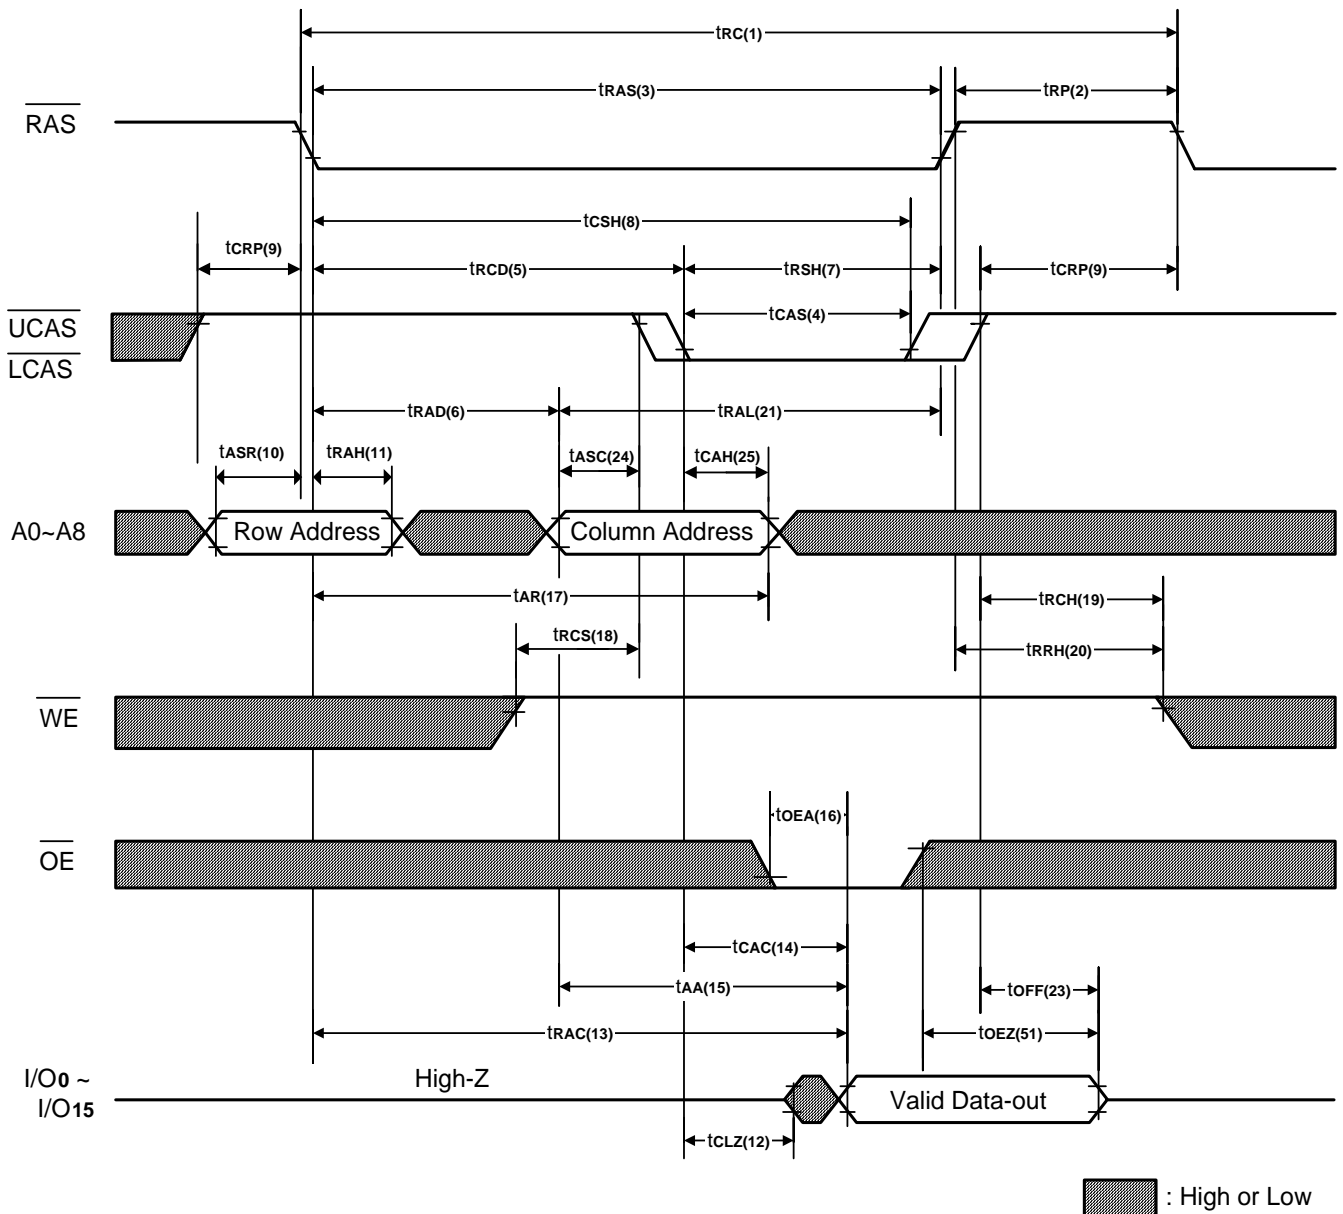 tRC(1)
tRAS(3)
tRP(2)
RAS
tCSH(8)
tCRP(9)
tRCD(5)
tRSH(7)
tCRP(9)
UCAS
tCAS(4)
LCAS
tRAD(6)
tRAL(21)
tASR(10)
tRAH(11)
tASC(24)
tCAH(25)
A0~A8
Row Address
Column Address
tAR(17)
tRCH(19)
tRCS(18)
tRRH(20)
WE
tOEA(16)
OE
tCAC(14)
tAA(15)
tOFF(23)
tRAC(13)
tOEZ(51)
I/O0 ~
I/O15
High-Z
Valid Data-out
tCLZ(12)
: High or Low